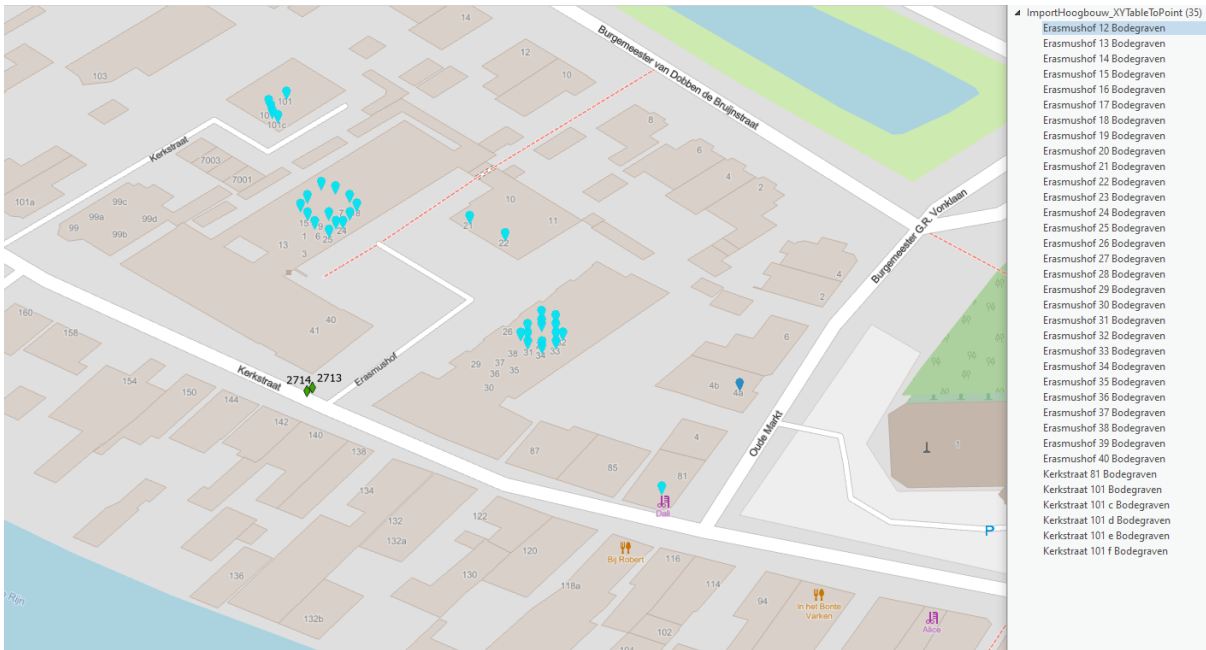 14
12
10
103
101
101c
Burgemeester van Dobben de Bruijnstraat
8
Kerkstraat
7003
7001
6
4
2
101a
99c
99a
99d
99
99b
10
11
15
7
18
9
24
1
6
25
13
3
21
22
Burgemeester G.R. Vonklaan
4
2
160
158
40
41
26
38
31
34
33
32
37
29
36
35
30
6
4b
4a
Erasmushof
Kerkstraat
2714
2713
154
150
144
142
140
138
Oude Markt
87
85
4
81
1
Dali
P
134
132
132a
122
120
Bij Robert
116
114
118a
130
136
94
In het Bonte
Varken
Alice
102
104
132b
Rijn
ImportHoogbouw_XYTableToPoint (35)
Erasmushof 12 Bodegraven
Erasmushof 13 Bodegraven
Erasmushof 14 Bodegraven
Erasmushof 15 Bodegraven
Erasmushof 16 Bodegraven
Erasmushof 17 Bodegraven
Erasmushof 18 Bodegraven
Erasmushof 19 Bodegraven
Erasmushof 20 Bodegraven
Erasmushof 21 Bodegraven
Erasmushof 22 Bodegraven
Erasmushof 23 Bodegraven
Erasmushof 24 Bodegraven
Erasmushof 25 Bodegraven
Erasmushof 26 Bodegraven
Erasmushof 27 Bodegraven
Erasmushof 28 Bodegraven
Erasmushof 29 Bodegraven
Erasmushof 30 Bodegraven
Erasmushof 31 Bodegraven
Erasmushof 32 Bodegraven
Erasmushof 33 Bodegraven
Erasmushof 34 Bodegraven
Erasmushof 35 Bodegraven
Erasmushof 36 Bodegraven
Erasmushof 37 Bodegraven
Erasmushof 38 Bodegraven
Erasmushof 39 Bodegraven
Erasmushof 40 Bodegraven
Kerkstraat 81 Bodegraven
Kerkstraat 101 Bodegraven
Kerkstraat 101 c Bodegraven
Kerkstraat 101 d Bodegraven
Kerkstraat 101 e Bodegraven
Kerkstraat 101 f Bodegraven